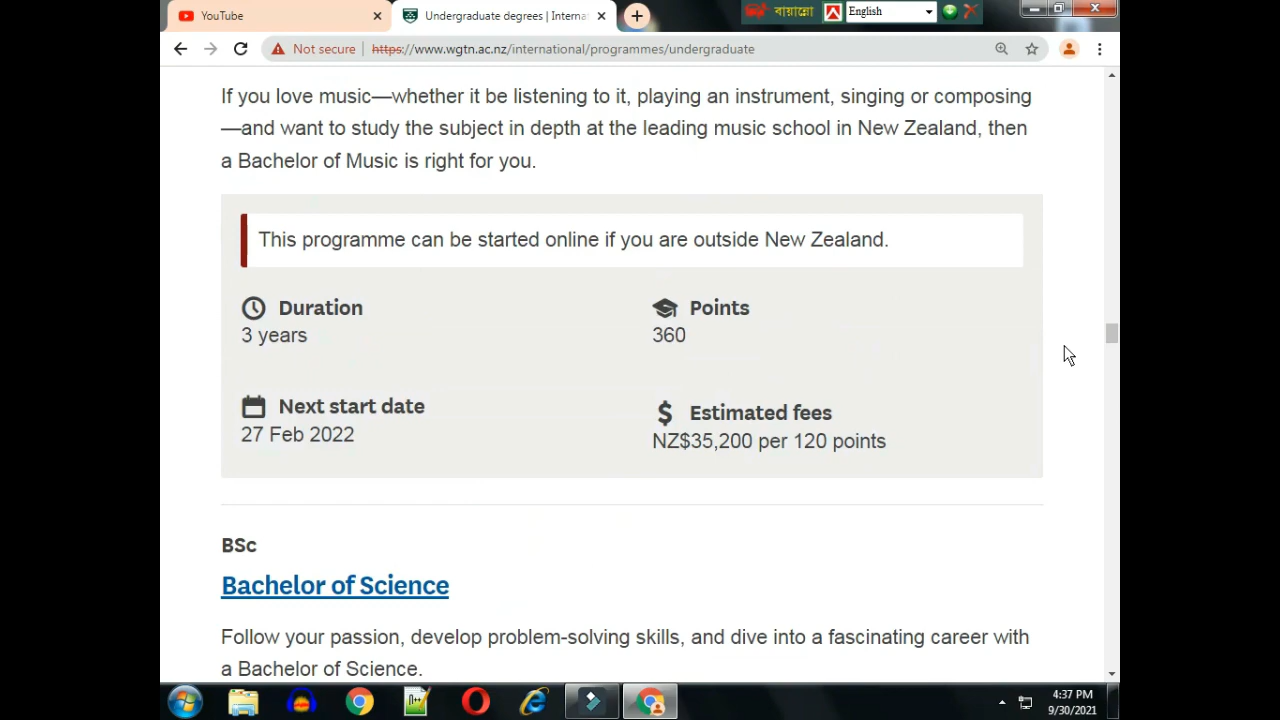 YouTube
Undergraduate degrees | Interna
বায়ান্নো
English
Not secure
https://www.wgtn.ac.nz/international/programmes/undergraduate
If you love music—whether it be listening to it, playing an instrument, singing or composing
—and want to study the subject in depth at the leading music school in New Zealand, then
a Bachelor of Music is right for you.
This programme can be started online if you are outside New Zealand.
Duration
3 years
Points
360
Next start date
27 Feb 2022
Estimated fees
NZ$35,200 per 120 points
BSc
Bachelor of Science
Follow your passion, develop problem-solving skills, and dive into a fascinating career with
a Bachelor of Science.
4:37 PM
9/30/2021